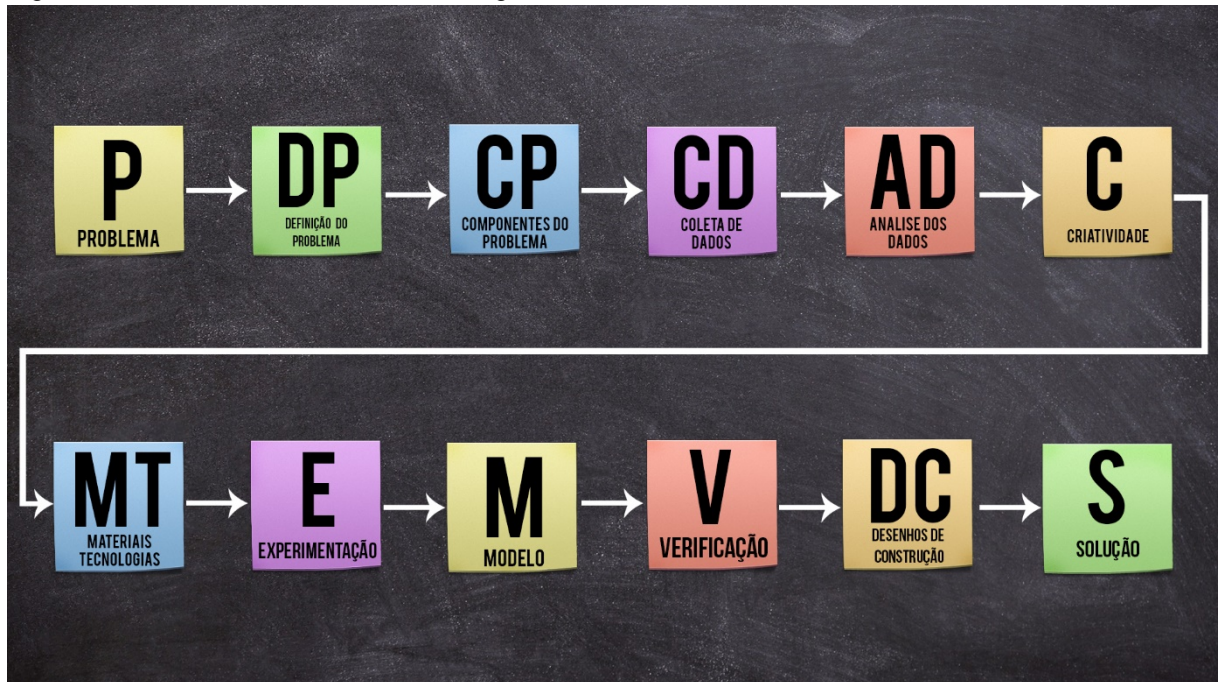 P
PROBLEMA
DP
DEFINIÇÃO DO
PROBLEMA
CP
COMPONENTES DO
PROBLEMA
CD
COLETA DE
DADOS
AD
ANALISE DOS
DADOS
C
CRIATIVIDADE
MT
MATERIAIS
TECNOLOGIAS
E
EXPERIMENTAÇÃO
M
MODELO
V
VERIFICAÇÃO
DC
DESENHOS DE
CONSTRUÇÃO
S
SOLUÇÃO